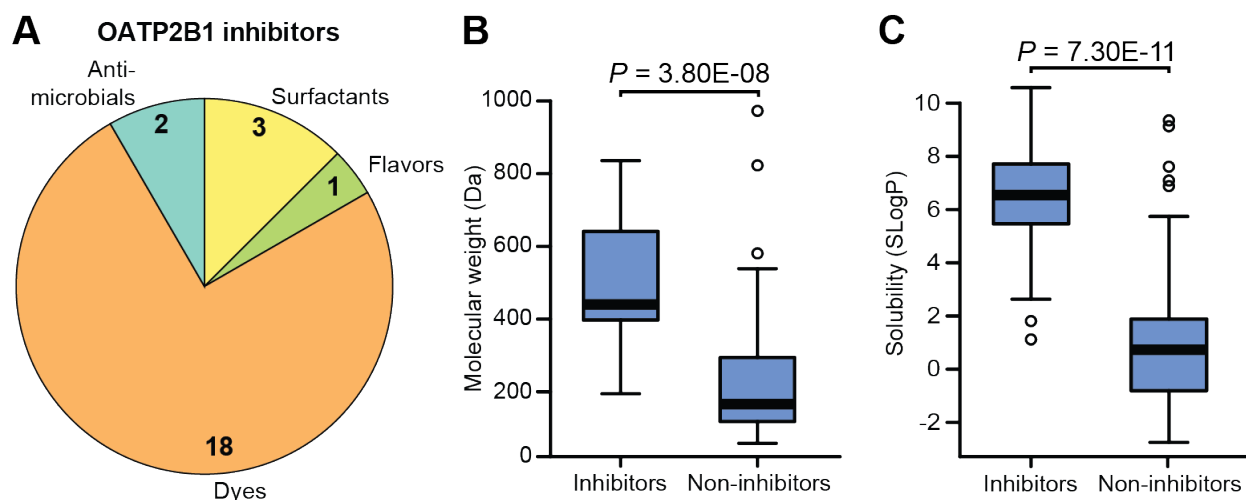 A
OATP2B1 inhibitors
Anti-
microbials
Surfactants
Flavors
2
3
1
18
Dyes
B
P = 3.80E-08
Molecular weight (Da)
1000
800
600
400
200
0
Inhibitors
Non-inhibitors
C
P = 7.30E-11
Solubility (SLogP)
10
8
6
4
2
0
-2
Inhibitors
Non-inhibitors